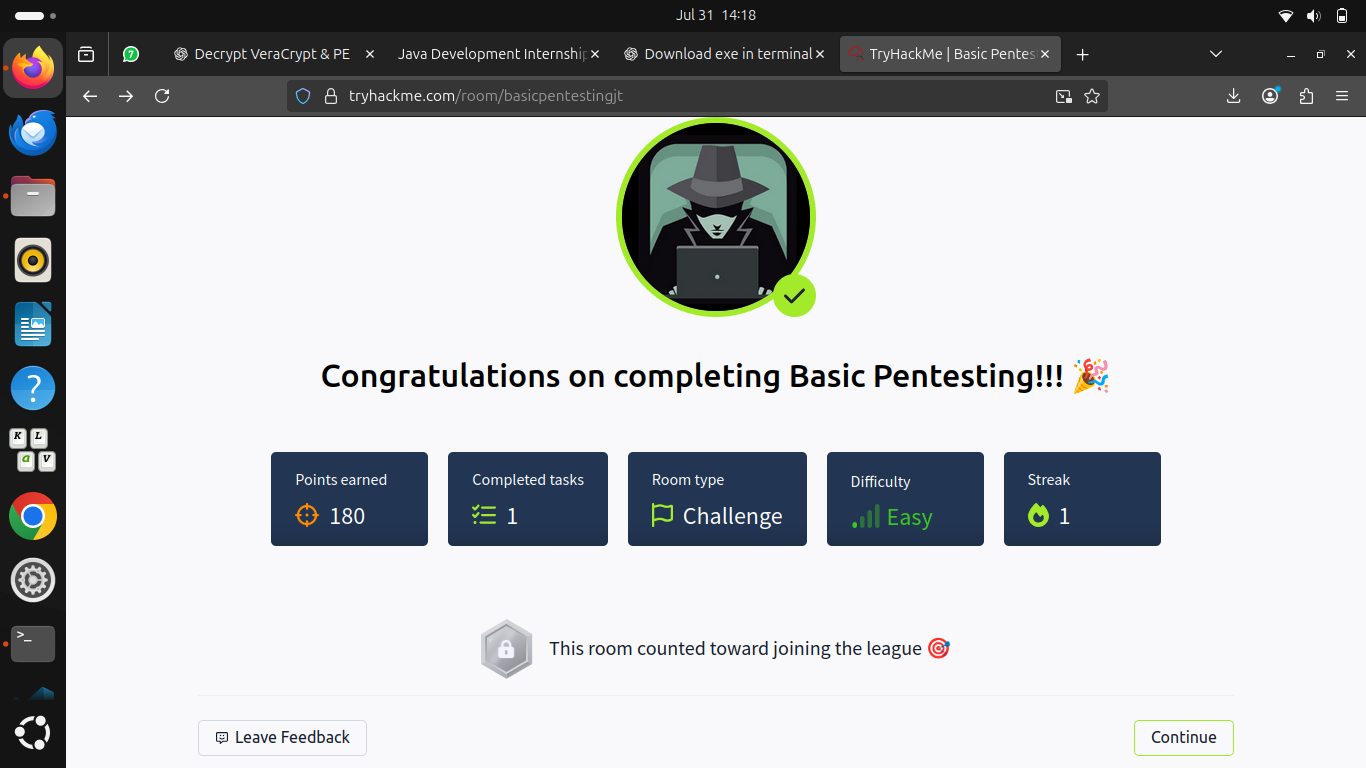 Jul 31 14:18
7
Decrypt VeraCrypt & PE
Java Development Internship
Download exe in terminal
TryHackMe | Basic Pentes
tryhackme.com/room/basicpentestingjt
Congratulations on completing Basic Pentesting!!! 🎉
Points earned
180
Completed tasks
1
Room type
Challenge
Difficulty
Easy
Streak
1
This room counted toward joining the league 🎯
Leave Feedback
Continue
?
K L
a V
>_